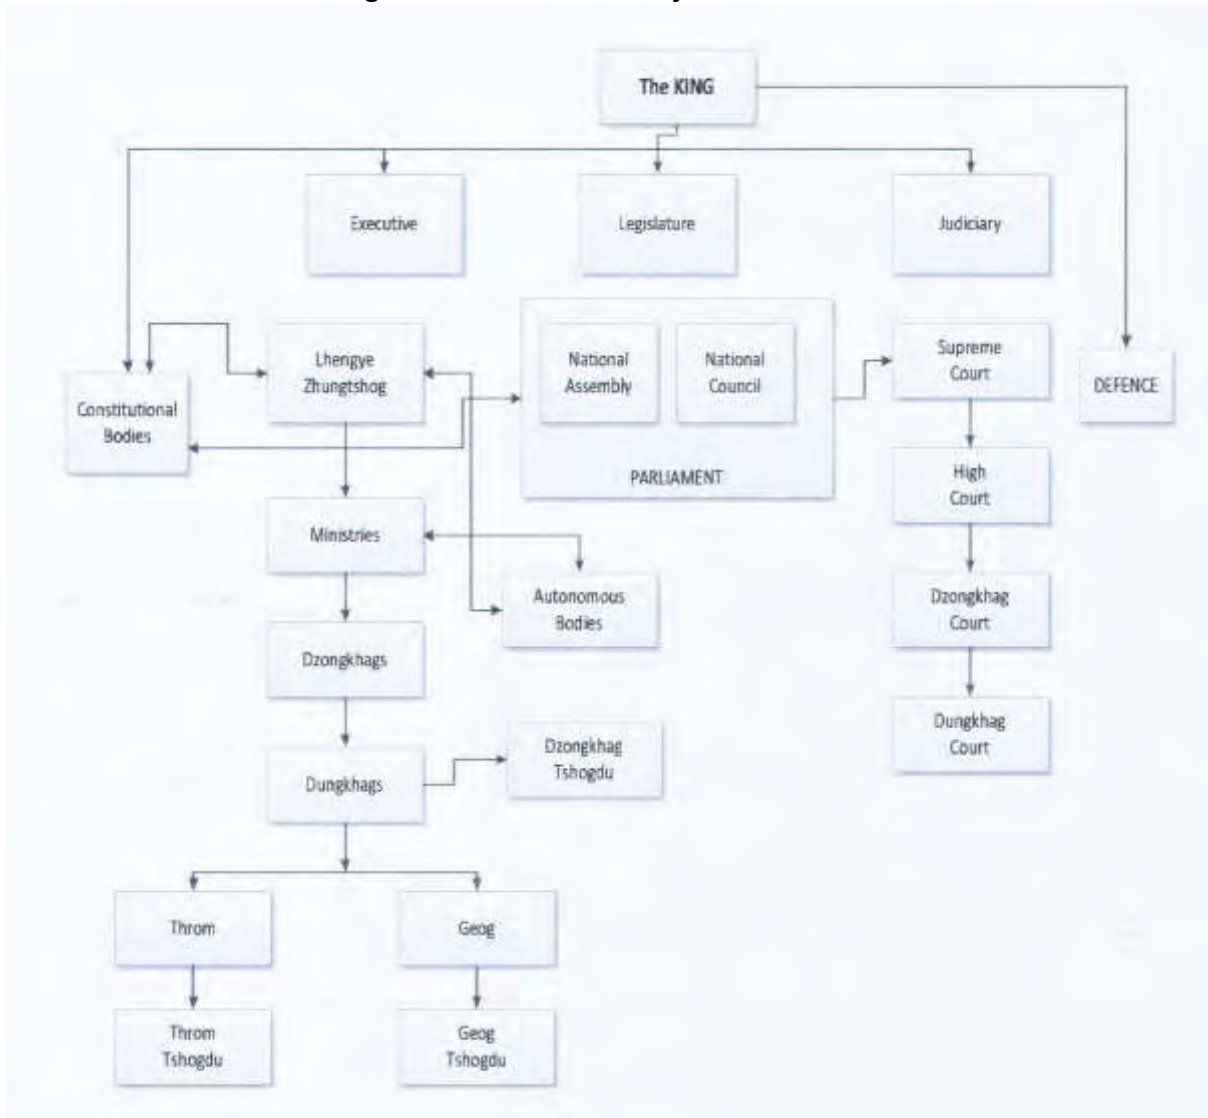 The KING
Executive
Legislature
Judiciary
Lhengye
Zhungtshog
National
Assembly
National
Council
PARLIAMENT
Supreme
Court
DEFENCE
Constitutional
Bodies
High
Court
Ministries
Autonomous
Bodies
Dzongkhag
Court
Dzongkhags
Dungkhag
Court
Dzongkhag
Tshogdu
Dungkhags
Throm
Geog
Throm
Tshogdu
Geog
Tshogdu